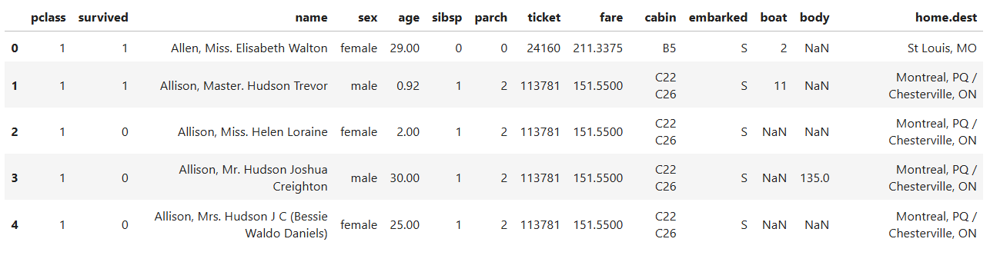 pclass survived name sex age sibsp parch ticket fare cabin embarked boat body home.dest
0 1 1 Allen, Miss. Elisabeth Walton female 29.00 0 0 24160 211.3375 B5 S 2 NaN St Louis, MO
1 1 1 Allison, Master. Hudson Trevor male 0.92 1 2 113781 151.5500 C22 C26 S 11 NaN Montreal, PQ / Chesterville, ON
2 1 0 Allison, Miss. Helen Loraine female 2.00 1 2 113781 151.5500 C22 C26 S NaN NaN Montreal, PQ / Chesterville, ON
3 1 0 Allison, Mr. Hudson Joshua Creighton male 30.00 1 2 113781 151.5500 C22 C26 S NaN 135.0 Montreal, PQ / Chesterville, ON
4 1 0 Allison, Mrs. Hudson J C (Bessie Waldo Daniels) female 25.00 1 2 113781 151.5500 C22 C26 S NaN NaN Montreal, PQ / Chesterville, ON